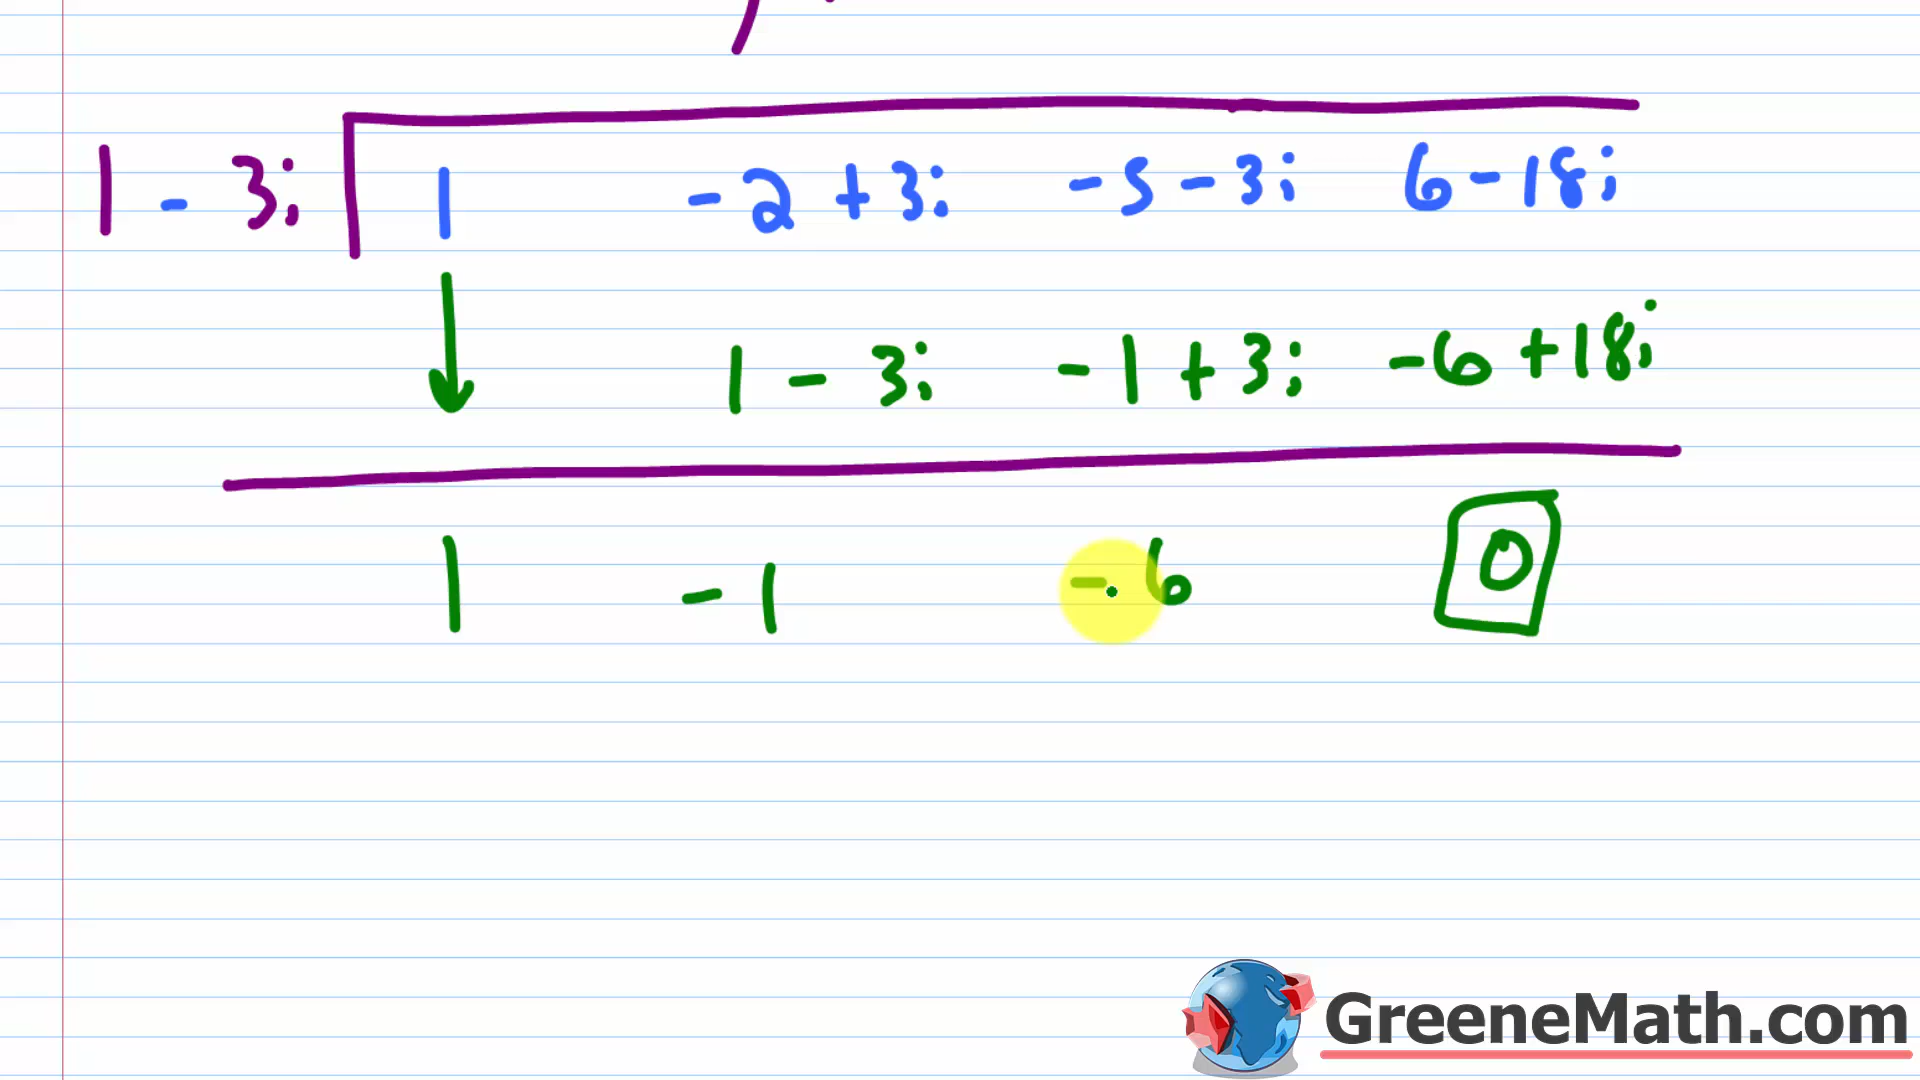 1 - 3i 1 -2 + 3i -5 - 3i 6 - 18i
1 - 3i -1 + 3i -6 + 18i
1 -1 -6 0
GreeneMath.com